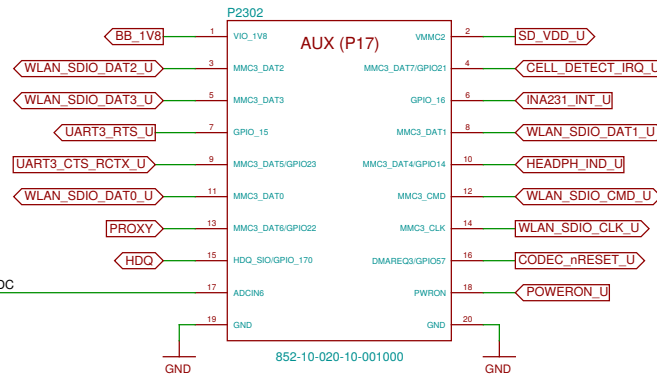 P2302
AUX (P17)
BB_1V8 1 VIO_1V8 VMMC2 2 SD_VDD_U
WLAN_SDIO_DAT2_U 3 MMC3_DAT2 MMC3_DAT7/GPIO21 4 CELL_DETECT_IRQ_U
WLAN_SDIO_DAT3_U 5 MMC3_DAT3 GPIO_16 6 INA231_INT_U
UART3_RTS_U 7 GPIO_15 MMC3_DAT1 8 WLAN_SDIO_DAT1_U
UART3_CTS_RCTX_U 9 MMC3_DAT5/GPIO23 MMC3_DAT4/GPIO14 10 HEADPH_IND_U
WLAN_SDIO_DAT0_U 11 MMC3_DAT0 MMC3_CMD 12 WLAN_SDIO_CMD_U
PROXY 13 MMC3_DAT6/GPIO22 MMC3_CLK 14 WLAN_SDIO_CLK_U
HDQ 15 HDQ_SIO/GPIO_170 DMAREQ3/GPIO57 16 CODEC_nRESET_U
DC 17 ADCIN6 PWRON 18 POWERON_U
19 GND GND 20
852-10-020-10-001000
GND GND